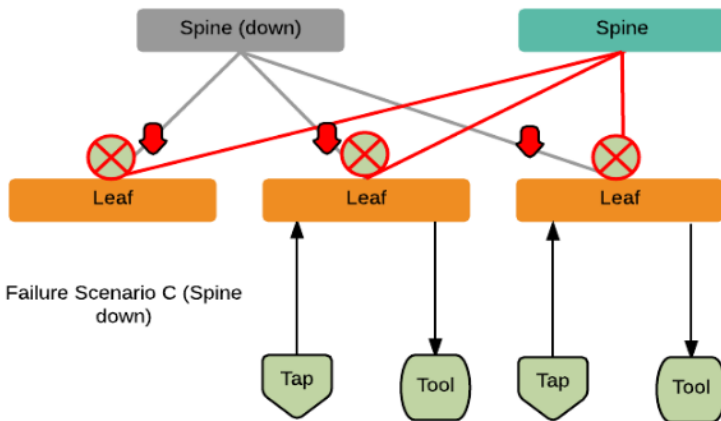 Spine (down)
Spine
Leaf
Leaf
Leaf
Failure Scenario C (Spine
down)
Tap
Tool
Tap
Tool